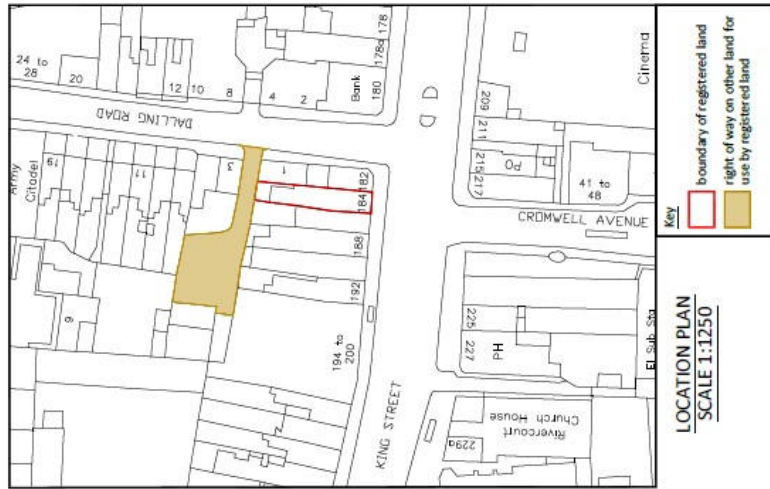 24 to
28
20
12
10
8
4
2
Bank
180
178a
178
DALLING ROAD
Army
Citadel
19
11
3
1
182
184
188
192
194 to
200
9
KING STREET
209
211
215
217
PO
41 to
48
Cinema
CROMWELL AVENUE
225
227
PH
El Sub Sta
229a
Rivercourt
Church House
LOCATION PLAN
SCALE 1:1250
Key
boundary of registered land
right of way on other land for
use by registered land